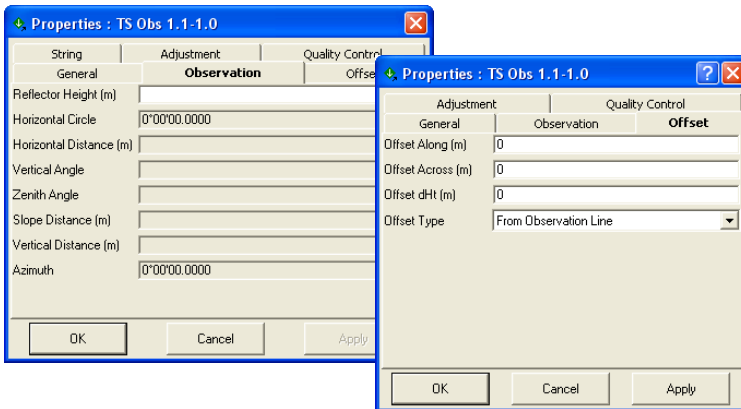 Properties : TS Obs 1.1-1.0
String Adjustment Quality Control
General Observation Offse
Reflector Height (m)
Horizontal Circle 0°00'00.0000
Horizontal Distance (m)
Vertical Angle
Zenith Angle
Slope Distance (m)
Vertical Distance (m)
Azimuth 0°00'00.0000
OK Cancel Apply
Properties : TS Obs 1.1-1.0
Adjustment Quality Control
General Observation Offset
Offset Along (m) 0
Offset Across (m) 0
Offset dHt (m) 0
Offset Type From Observation Line
OK Cancel Apply